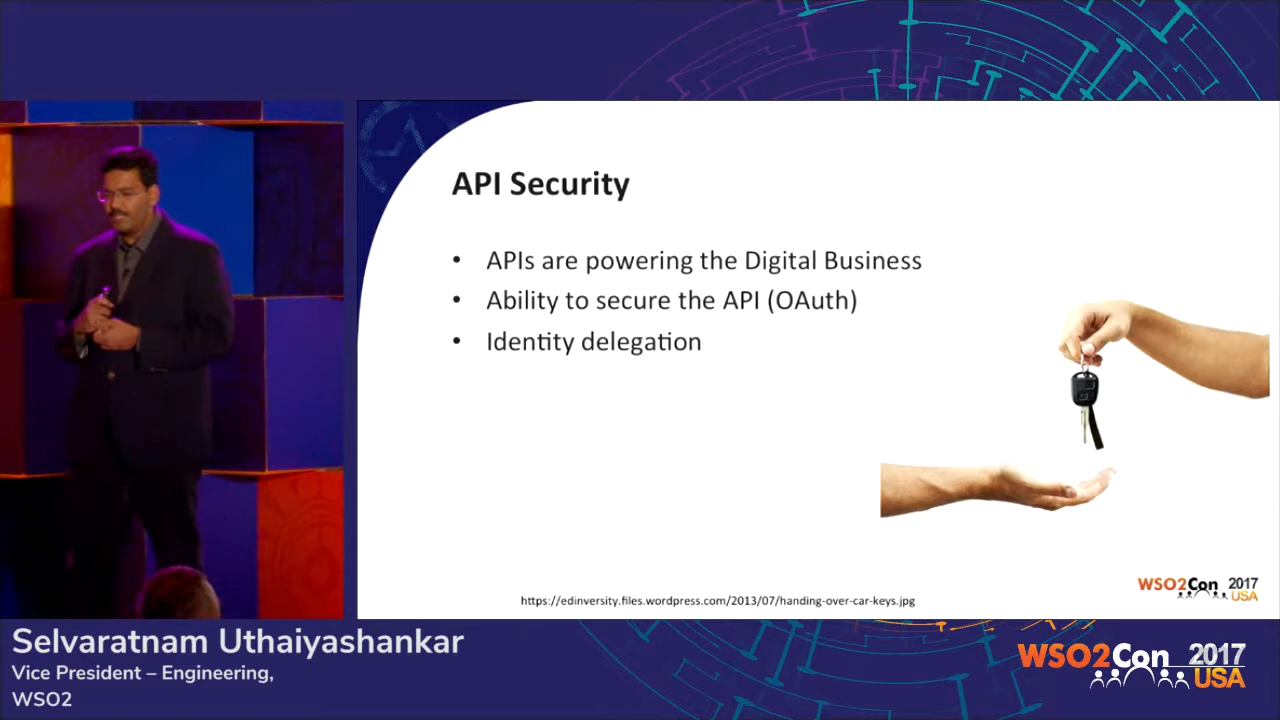 API Security
• APIs are powering the Digital Business
• Ability to secure the API (OAuth)
• Identity delegation
https://edinversity.files.wordpress.com/2013/07/handing-over-car-keys.jpg
WSO2Con 2017
USA
Selvaratnam Uthaiyashankar
Vice President – Engineering,
WSO2
WSO2Con 2017
USA